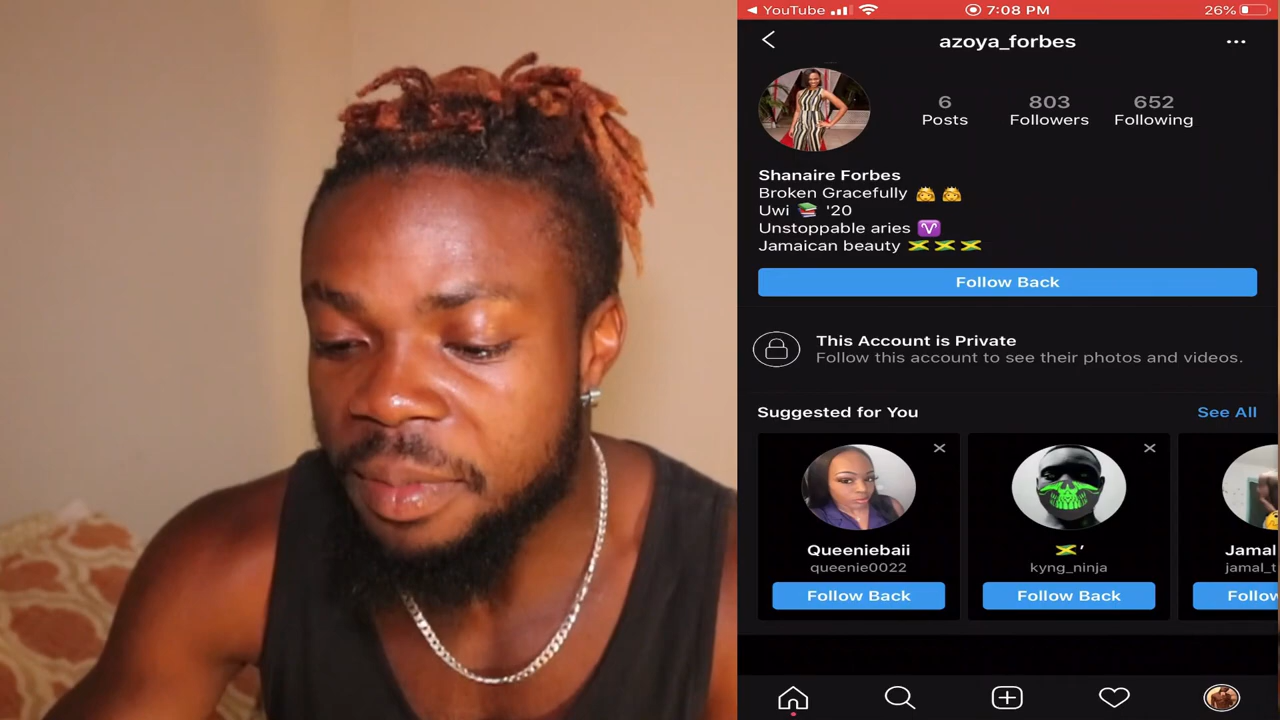 YouTube 7:08 PM 26%
azoya_forbes
6 803 652
Posts Followers Following
Shanaire Forbes
Broken Gracefully 👸 👸
Uwi 📚 '20
Unstoppable aries ♈
Jamaican beauty 🇯🇲 🇯🇲 🇯🇲
Follow Back
This Account is Private
Follow this account to see their photos and videos.
Suggested for You See All
Queeniebaii 🇯🇲 ′ Jamal
queenie0022 kyng_ninja jamal_t
Follow Back Follow Back Follow